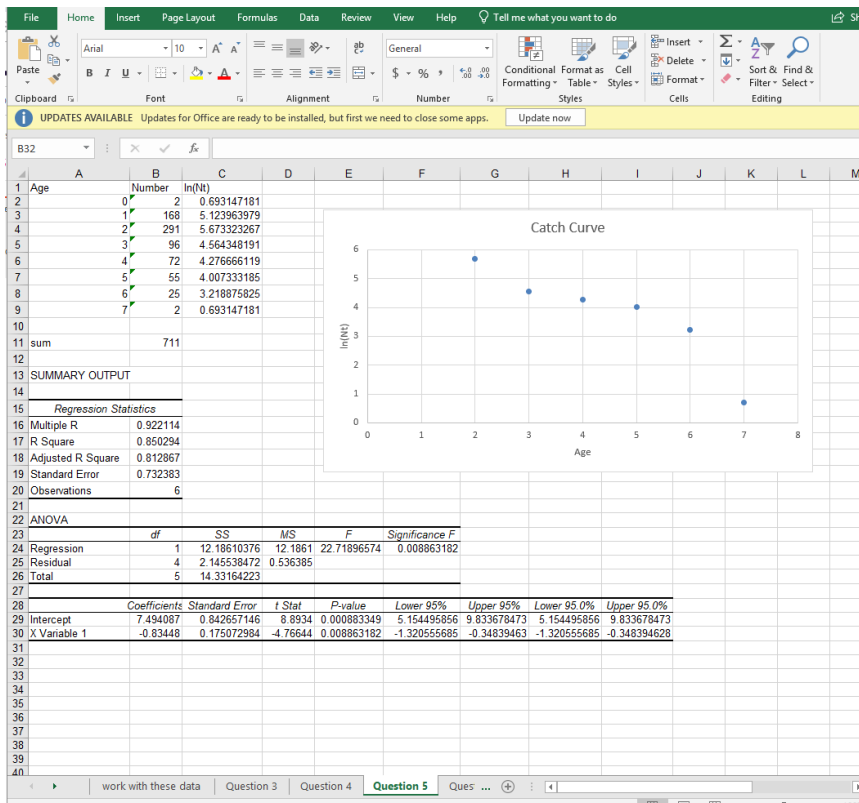 File Home Insert Page Layout Formulas Data Review View Help Tell me what you want to do
Paste
Arial 10 A A
B I U A
ab
General
$ % , .00 .00
Conditional Formatting Format as Table Cell Styles
Insert
Delete
Format
Sort & Filter Find & Select
Clipboard Font Alignment Number Styles Cells Editing
UPDATES AVAILABLE Updates for Office are ready to be installed, but first we need to close some apps. Update now
B32 fx
A B C D E F G H I J K L M
1 Age Number ln(Nt)
2 0 2 0.693147181
3 1 168 5.123963979
4 2 291 5.673323267
5 3 96 4.564348191
6 4 72 4.276666119
7 5 55 4.007333185
8 6 25 3.218875825
9 7 2 0.693147181
10
11 sum 711
12
13 SUMMARY OUTPUT
14
15 Regression Statistics
16 Multiple R 0.922114
17 R Square 0.850294
18 Adjusted R Square 0.812867
19 Standard Error 0.732383
20 Observations 6
21
22 ANOVA
23 df SS MS F Significance F
24 Regression 1 12.18610376 12.1861 22.71896574 0.008863182
25 Residual 4 2.145538472 0.536385
26 Total 5 14.33164223
27
28 Coefficients Standard Error t Stat P-value Lower 95% Upper 95% Lower 95.0% Upper 95.0%
29 Intercept 7.494087 0.842657146 8.8934 0.000883349 5.154495856 9.833678473 5.154495856 9.833678473
30 X Variable 1 -0.83448 0.175072984 -4.76644 0.008863182 -1.320555685 -0.34839463 -1.320555685 -0.348394628
31
32
33
34
35
36
37
38
39
40
Catch Curve
6
5
4
3
2
1
0
ln(Nt)
0 1 2 3 4 5 6 7 8
Age
work with these data Question 3 Question 4 Question 5 Ques ...